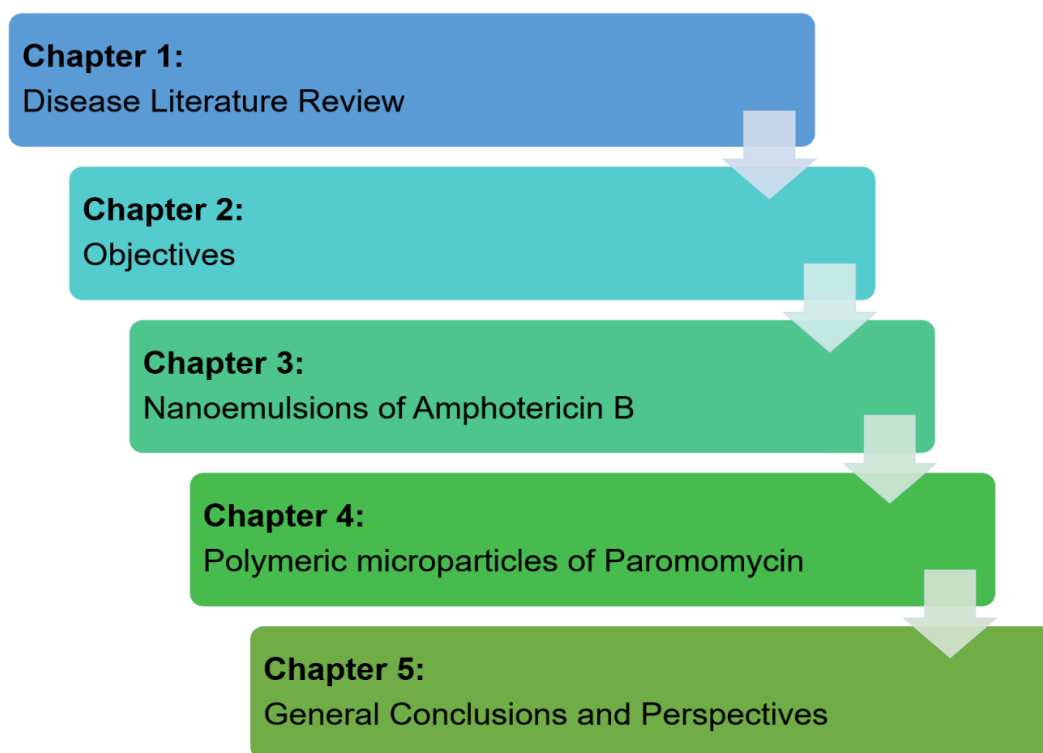 Chapter 1:
Disease Literature Review
Chapter 2:
Objectives
Chapter 3:
Nanoemulsions of Amphotericin B
Chapter 4:
Polymeric microparticles of Paromomycin
Chapter 5:
General Conclusions and Perspectives